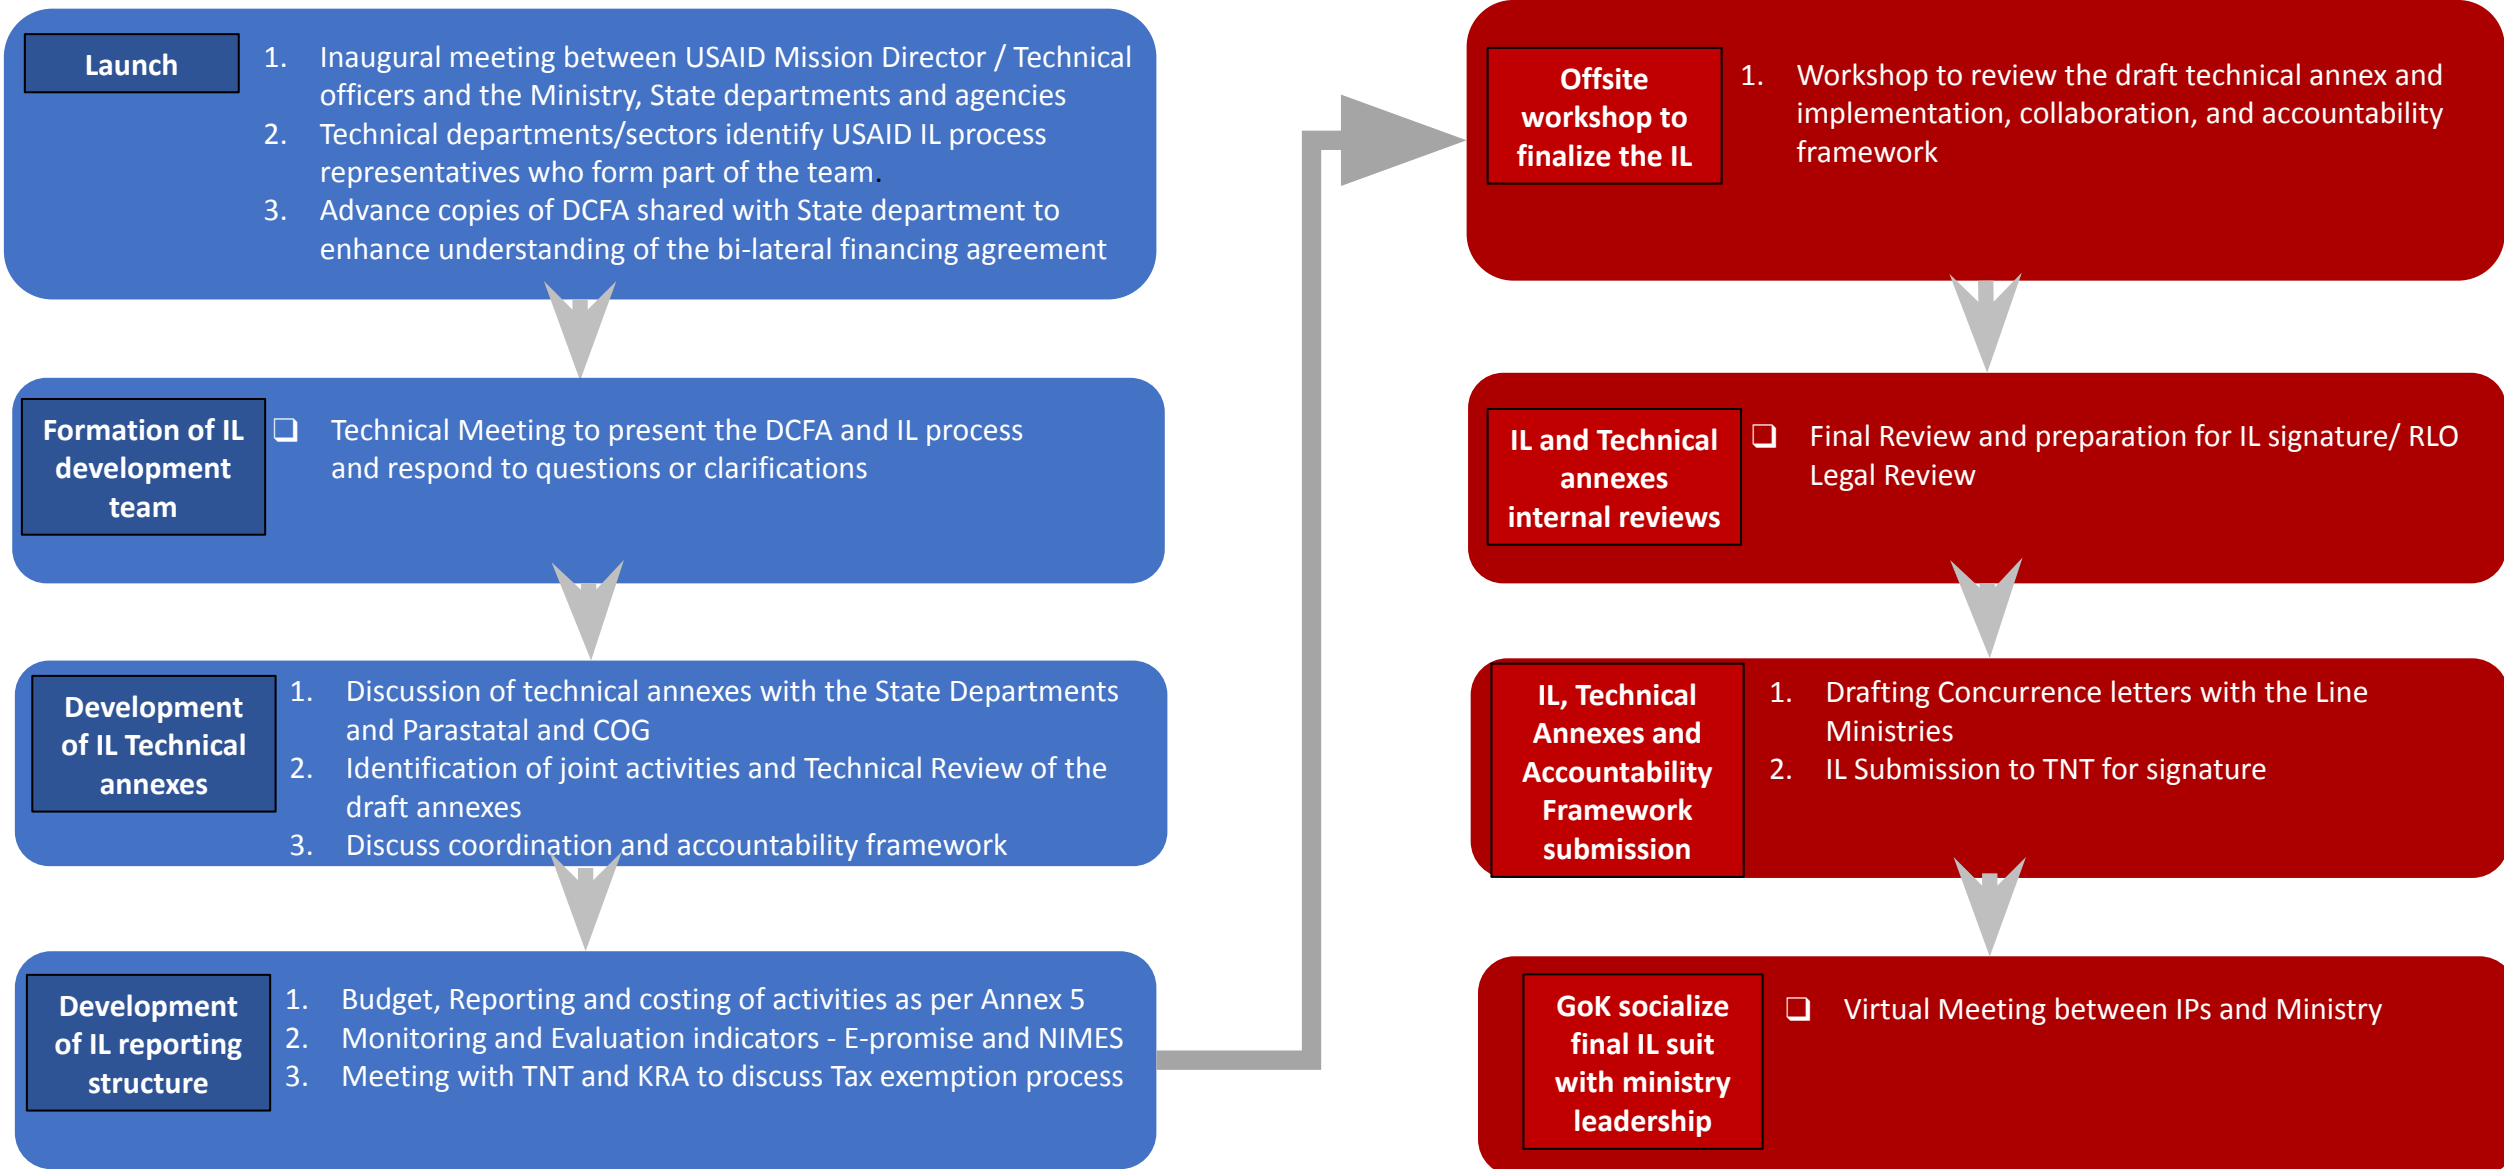 Launch
1. Inaugural meeting between USAID Mission Director / Technical
officers and the Ministry, State departments and agencies
2. Technical departments/sectors identify USAID IL process
representatives who form part of the team.
3. Advance copies of DCFA shared with State department to
enhance understanding of the bi-lateral financing agreement
Formation of IL
development
team
❑ Technical Meeting to present the DCFA and IL process
and respond to questions or clarifications
Development
of IL Technical
annexes
1. Discussion of technical annexes with the State Departments
and Parastatal and COG
2. Identification of joint activities and Technical Review of the
draft annexes
3. Discuss coordination and accountability framework
Development
of IL reporting
structure
1. Budget, Reporting and costing of activities as per Annex 5
2. Monitoring and Evaluation indicators - E-promise and NIMES
3. Meeting with TNT and KRA to discuss Tax exemption process
Offsite
workshop to
finalize the IL
1. Workshop to review the draft technical annex and
implementation, collaboration, and accountability
framework
IL and Technical
annexes
internal reviews
❑ Final Review and preparation for IL signature/ RLO
Legal Review
IL, Technical
Annexes and
Accountability
Framework
submission
1. Drafting Concurrence letters with the Line
Ministries
2. IL Submission to TNT for signature
GoK socialize
final IL suit
with ministry
leadership
❑ Virtual Meeting between IPs and Ministry